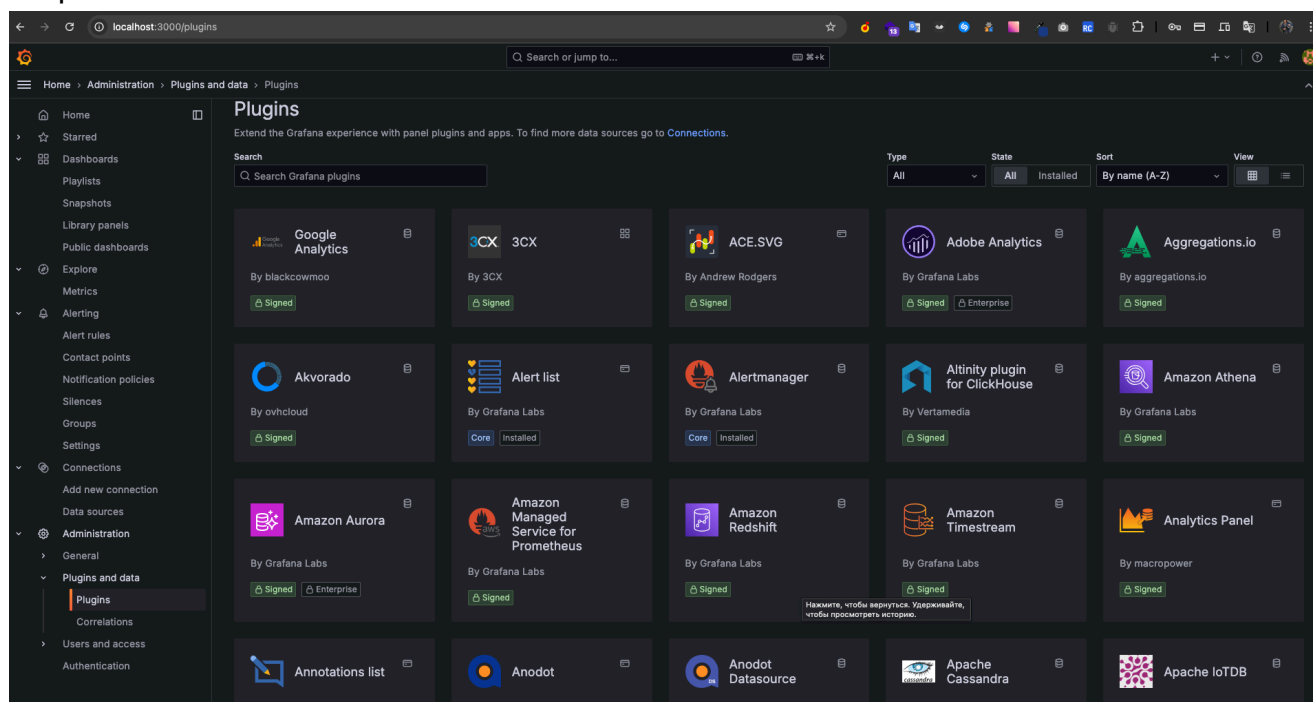 localhost:3000/plugins
13
RC
Search or jump to...
⌘+k
Home › Administration › Plugins and data › Plugins
Home
Starred
Dashboards
Playlists
Snapshots
Library panels
Public dashboards
Explore
Metrics
Alerting
Alert rules
Contact points
Notification policies
Silences
Groups
Settings
Connections
Add new connection
Data sources
Administration
General
Plugins and data
Plugins
Correlations
Users and access
Authentication
Plugins
Extend the Grafana experience with panel plugins and apps. To find more data sources go to Connections.
Search
Search Grafana plugins
Type
All
State
All Installed
Sort
By name (A-Z)
View
Google
Analytics
By blackcowmoo
Signed
3CX
3CX
By 3CX
Signed
ACE.SVG
By Andrew Rodgers
Signed
Adobe Analytics
By Grafana Labs
Signed Enterprise
Aggregations.io
By aggregations.io
Signed
Akvorado
By ovhcloud
Signed
Alert list
By Grafana Labs
Core Installed
Alertmanager
By Grafana Labs
Core Installed
Altinity plugin
for ClickHouse
By Vertamedia
Signed
Amazon Athena
By Grafana Labs
Signed
Amazon Aurora
By Grafana Labs
Signed Enterprise
aws
Amazon
Managed
Service for
Prometheus
By Grafana Labs
Signed
Amazon
Redshift
By Grafana Labs
Signed
Amazon
Timestream
By Grafana Labs
Signed
Analytics Panel
By macropower
Signed
Нажмите, чтобы вернуться. Удерживайте,
чтобы просмотреть историю.
Annotations list
Anodot
DS
Anodot
Datasource
cassandra
Apache
Cassandra
Apache IoTDB